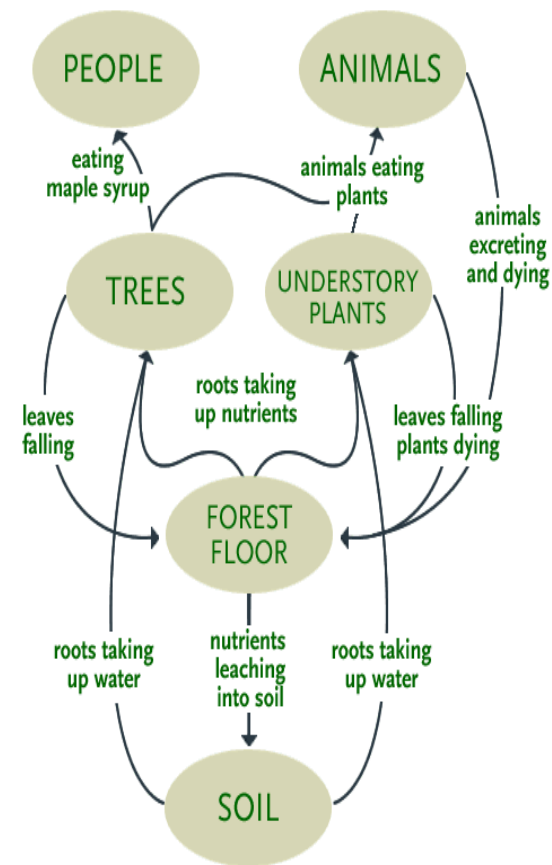 PEOPLE
ANIMALS
eating
maple syrup
animals eating
plants
animals
excreting
and dying
TREES
UNDERSTORY
PLANTS
roots taking
up nutrients
leaves
falling
leaves falling
plants dying
FOREST
FLOOR
roots taking
up water
nutrients
leaching
into soil
roots taking
up water
SOIL